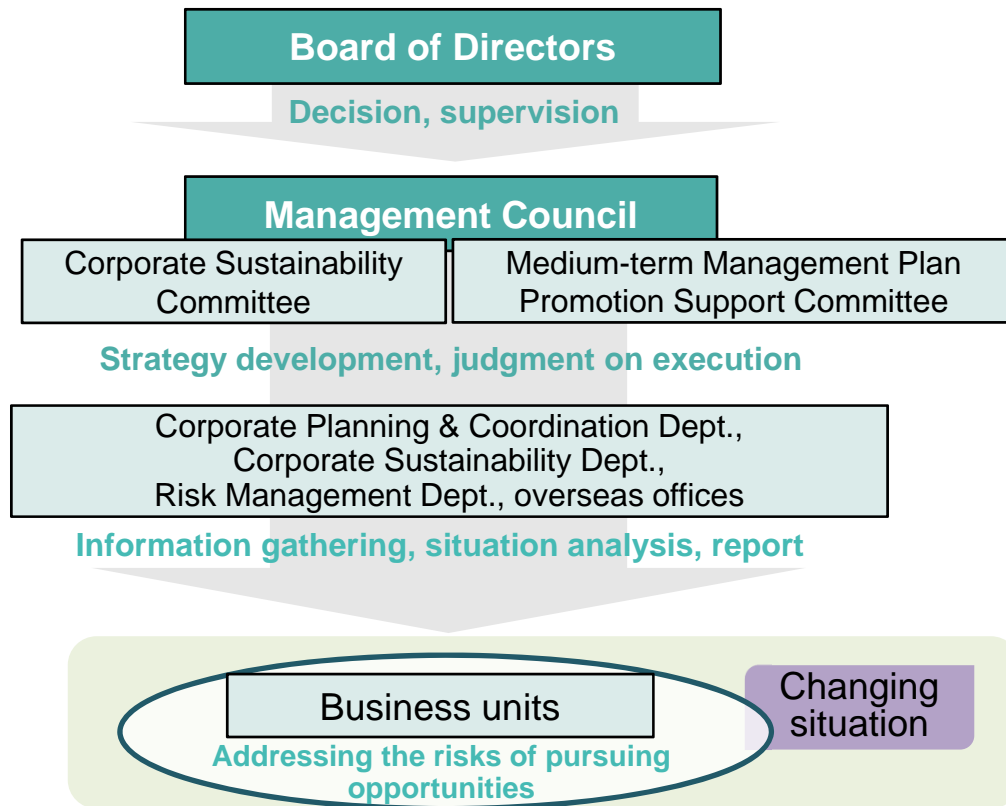 Board of Directors
Decision, supervision
Management Council
Corporate Sustainability
Committee
Medium-term Management Plan
Promotion Support Committee
Strategy development, judgment on execution
Corporate Planning & Coordination Dept.,
Corporate Sustainability Dept.,
Risk Management Dept., overseas offices
Information gathering, situation analysis, report
Business units
Addressing the risks of pursuing
opportunities
Changing
situation